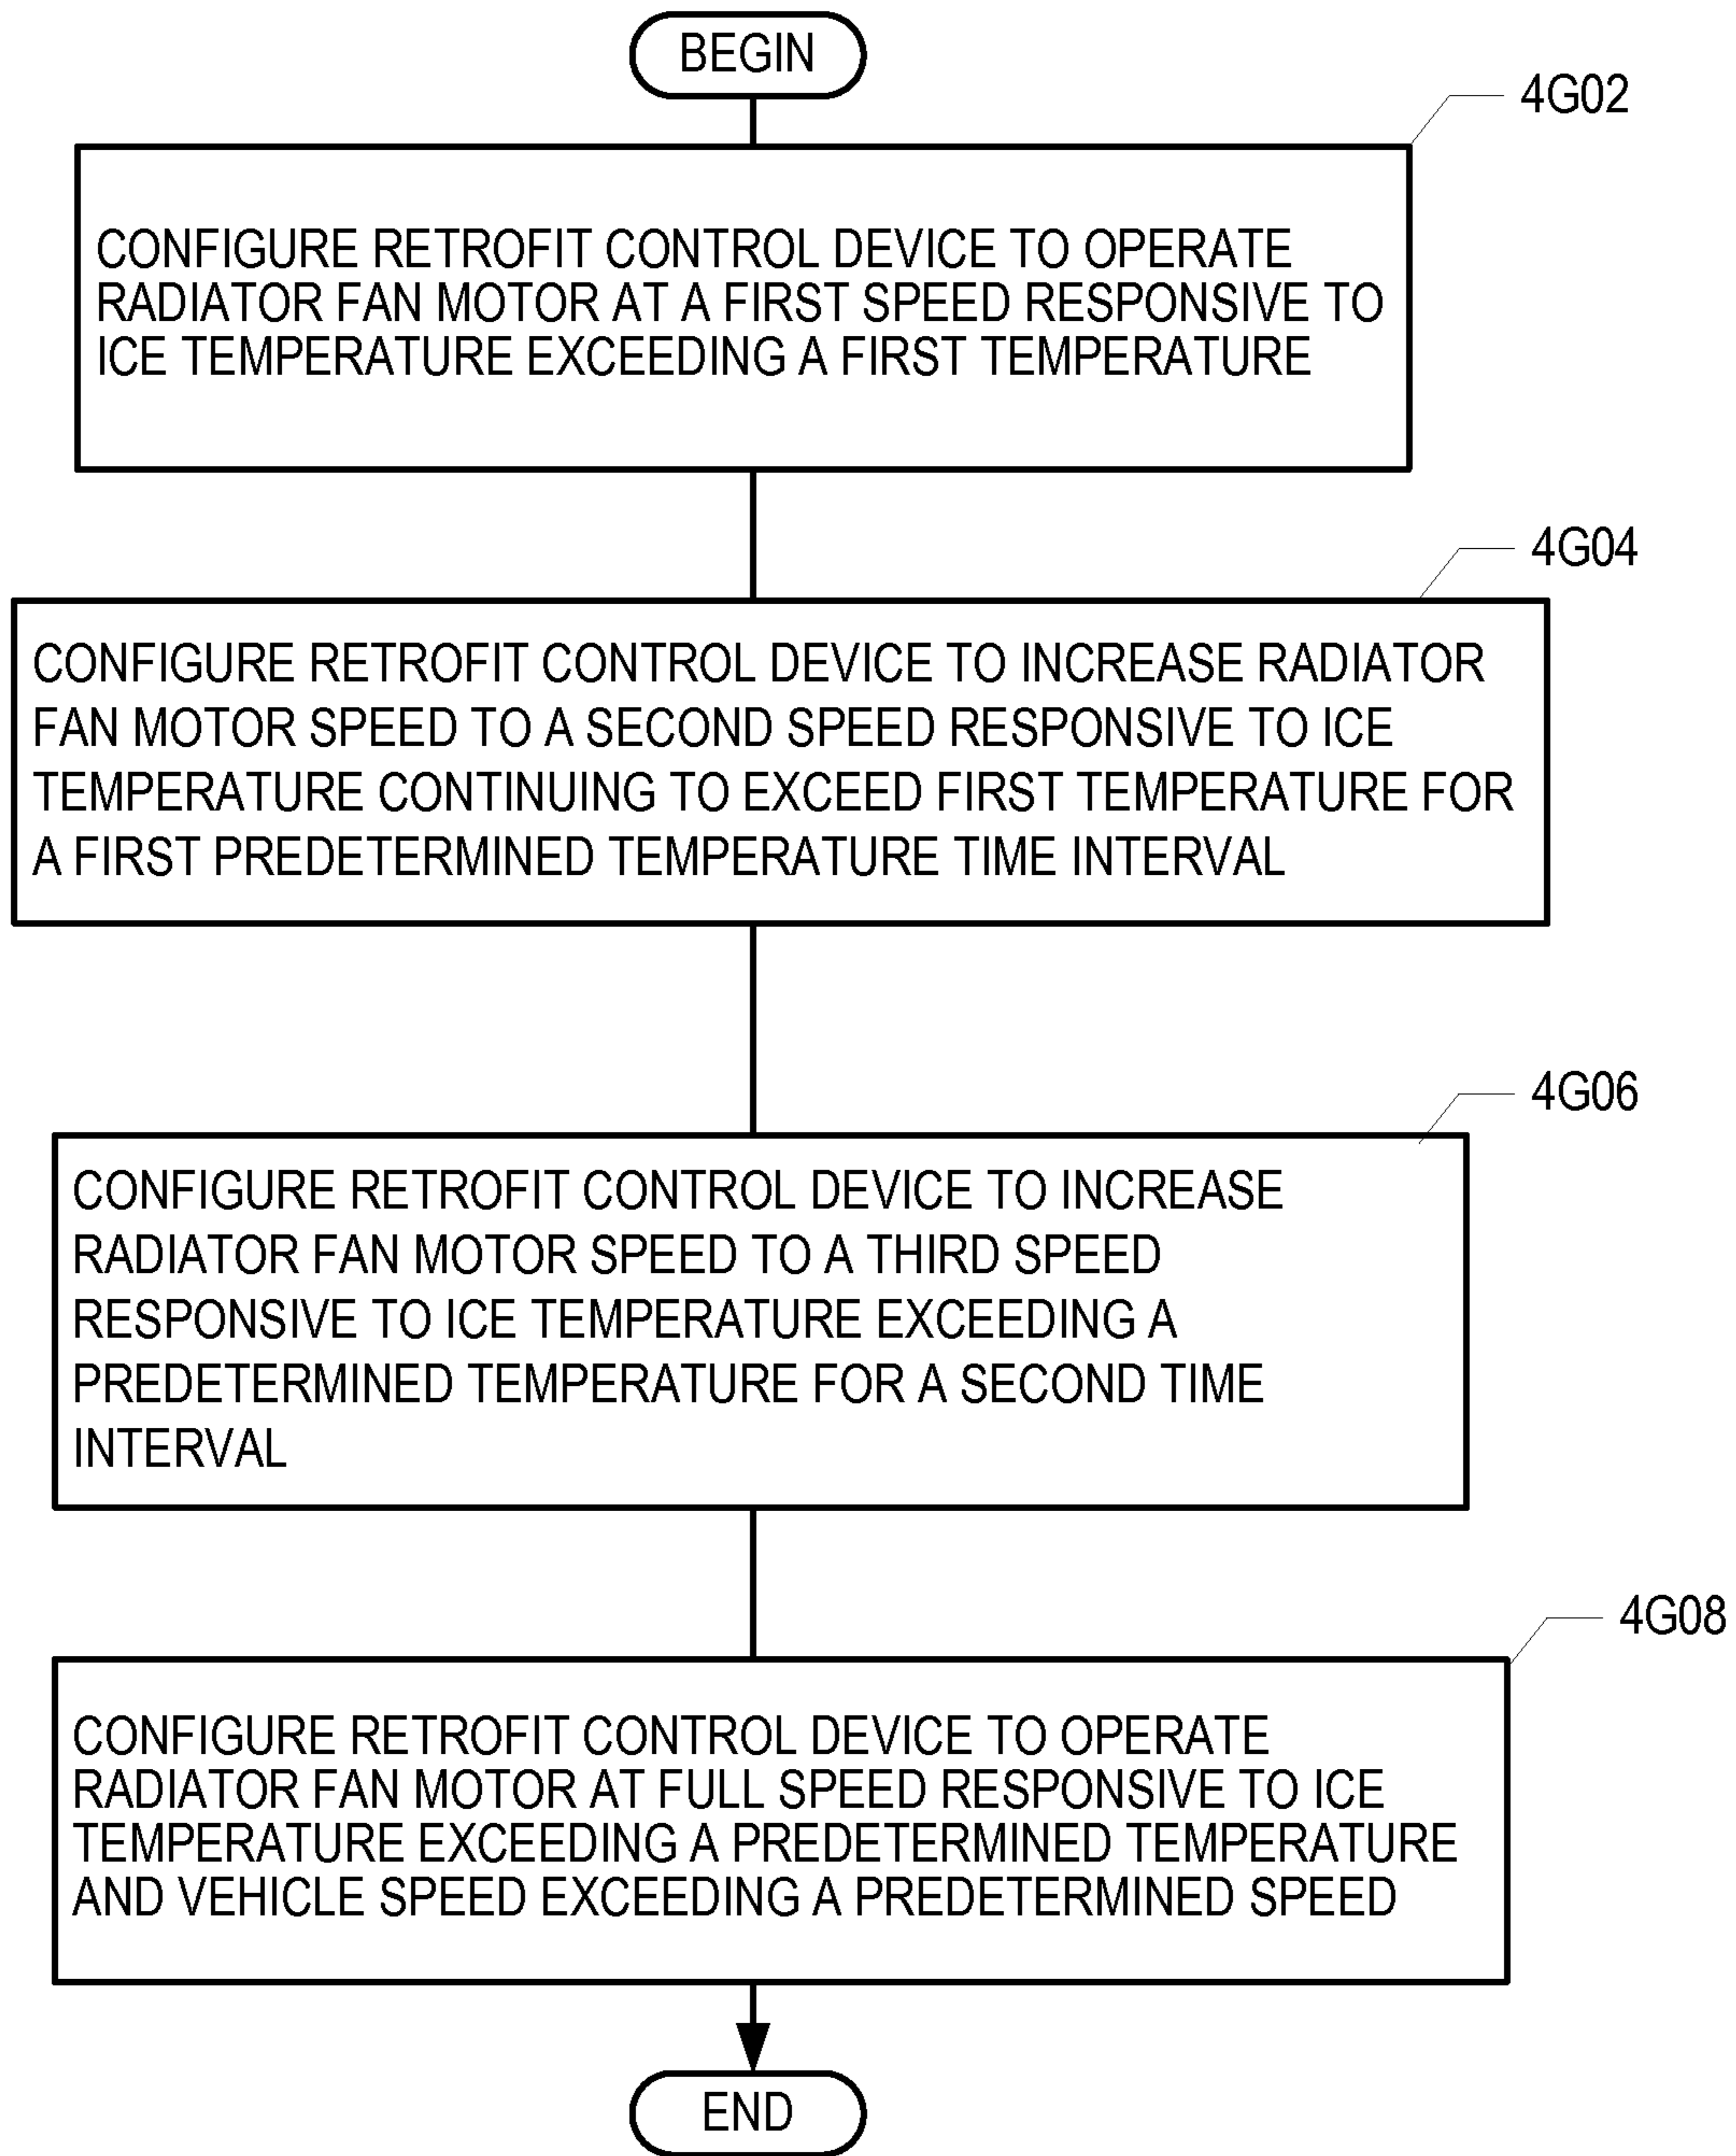 BEGIN
4G02
CONFIGURE RETROFIT CONTROL DEVICE TO OPERATE
RADIATOR FAN MOTOR AT A FIRST SPEED RESPONSIVE TO
ICE TEMPERATURE EXCEEDING A FIRST TEMPERATURE
4G04
CONFIGURE RETROFIT CONTROL DEVICE TO INCREASE RADIATOR
FAN MOTOR SPEED TO A SECOND SPEED RESPONSIVE TO ICE
TEMPERATURE CONTINUING TO EXCEED FIRST TEMPERATURE FOR
A FIRST PREDETERMINED TEMPERATURE TIME INTERVAL
4G06
CONFIGURE RETROFIT CONTROL DEVICE TO INCREASE
RADIATOR FAN MOTOR SPEED TO A THIRD SPEED
RESPONSIVE TO ICE TEMPERATURE EXCEEDING A
PREDETERMINED TEMPERATURE FOR A SECOND TIME
INTERVAL
4G08
CONFIGURE RETROFIT CONTROL DEVICE TO OPERATE
RADIATOR FAN MOTOR AT FULL SPEED RESPONSIVE TO ICE
TEMPERATURE EXCEEDING A PREDETERMINED TEMPERATURE
AND VEHICLE SPEED EXCEEDING A PREDETERMINED SPEED
END